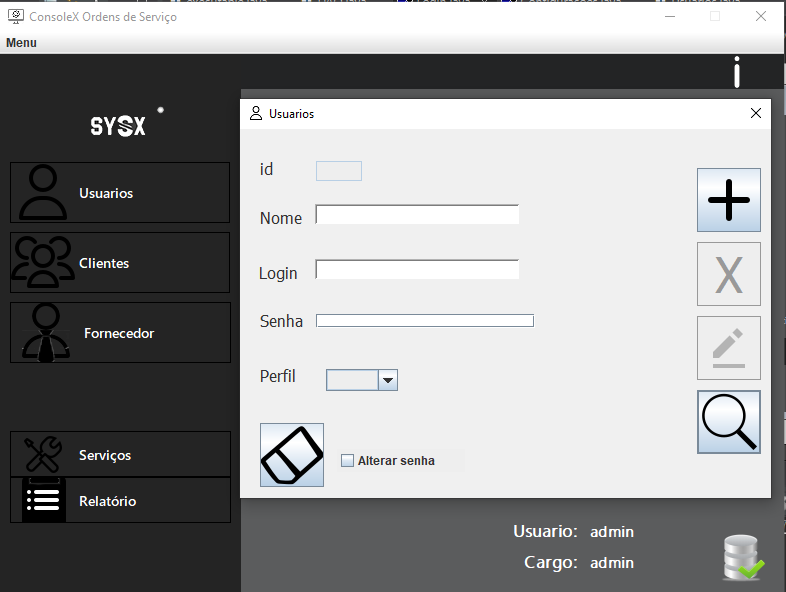 ConsoleX Ordens de Serviço
Menu
SYSX
Usuarios
Clientes
Fornecedor
Serviços
Relatório
Usuarios
id
Nome
Login
Senha
Perfil
Alterar senha
X
Usuario: admin
Cargo: admin